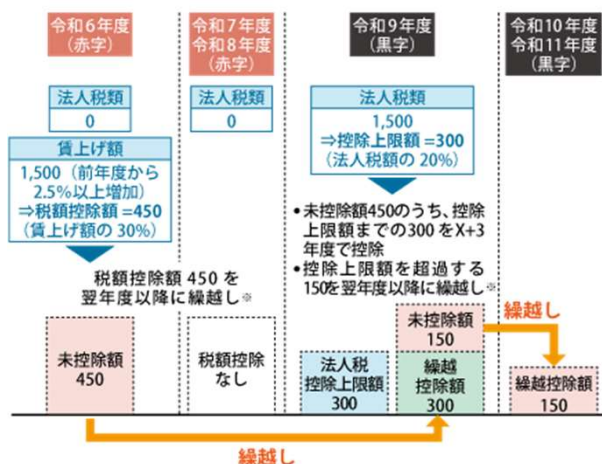 令和6年度
(赤字)
令和7年度
令和8年度
(赤字)
令和9年度
(黒字)
令和10年度
令和11年度
(黒字)
法人税類
0
法人税類
0
法人税類
1,500
⇒控除上限額=300
(法人税額の20%)
賃上げ額
1,500 (前年度から
2.5%以上増加)
⇒税額控除額=450
(賃上げ額の30%)
税額控除額 450 を
翌年度以降に繰越し※
•未控除額450のうち、控除
上限額までの300をX+3
年度で控除
•控除上限額を超過する
150を翌年度以降に繰越し※
未控除額
450
税額控除
なし
法人税
控除上限額
300
未控除額
150
繰越
控除額
300
繰越し
繰越控除額
150
繰越し